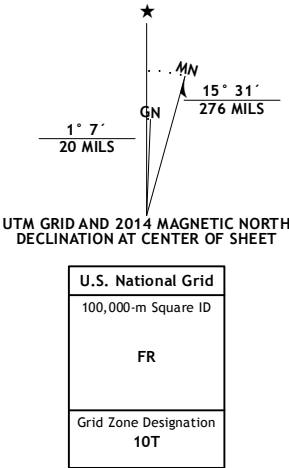 MN
GN
15° 31´
276 MILS
1° 7´
20 MILS
UTM GRID AND 2014 MAGNETIC NORTH
DECLINATION AT CENTER OF SHEET
U.S. National Grid
100,000-m Square ID
FR
Grid Zone Designation
10T